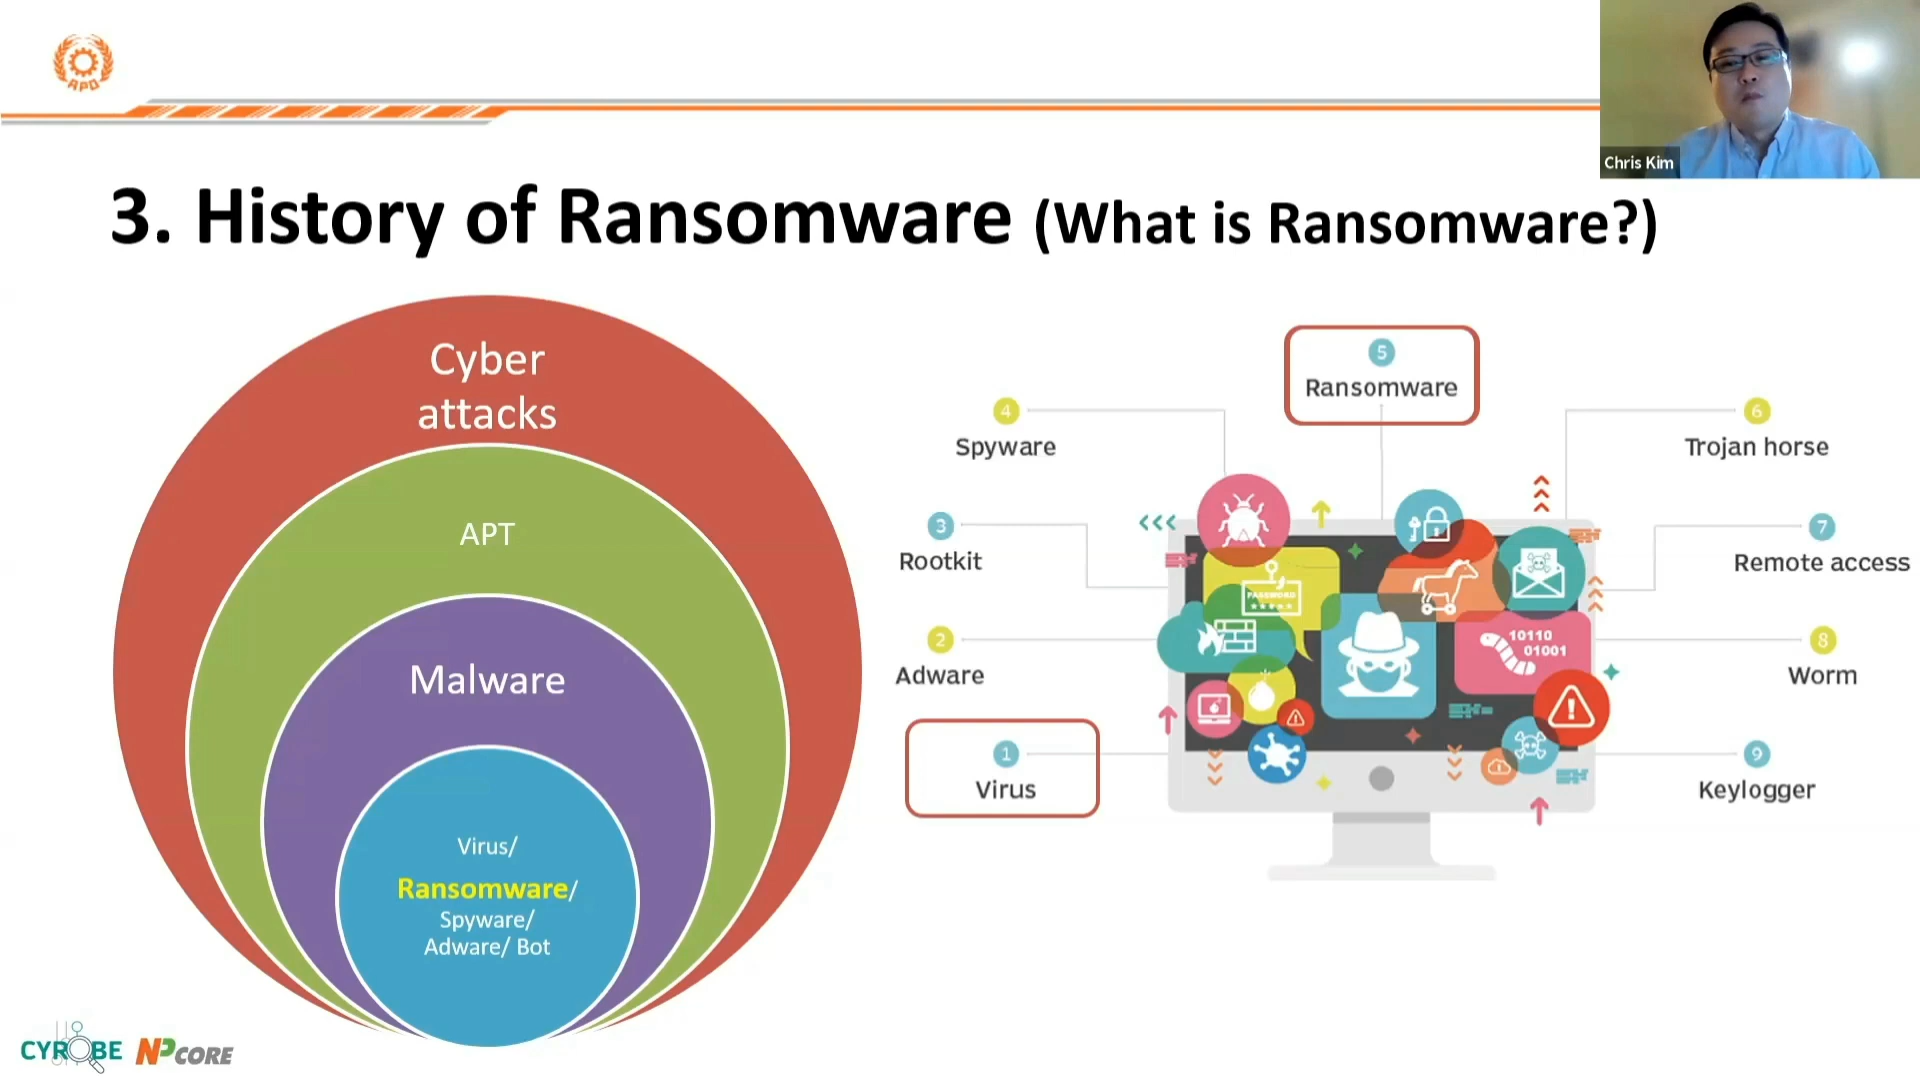 APO
Chris Kim
3. History of Ransomware (What is Ransomware?)
Cyber
attacks
APT
Malware
Virus/
Ransomware/
Spyware/
Adware/ Bot
5
Ransomware
4
Spyware
6
Trojan horse
3
Rootkit
7
Remote access
2
Adware
8
Worm
1
Virus
9
Keylogger
PASSWORD
*****
10110
01001
CYROBE
NPCORE